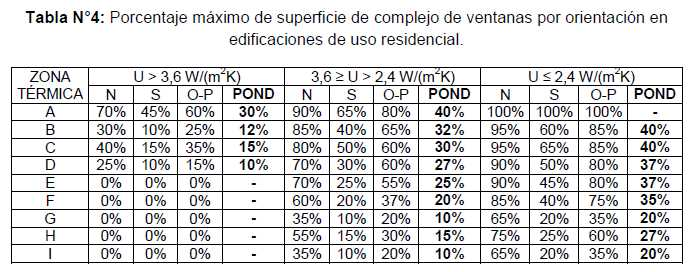 Tabla N°4: Porcentaje máximo de superficie de complejo de ventanas por orientación en
edificaciones de uso residencial.
ZONA TÉRMICA U > 3,6 W/(m²K) 3,6 ≥ U > 2,4 W/(m²K) U ≤ 2,4 W/(m²K)
N S O-P POND N S O-P POND N S O-P POND
A 70% 45% 60% 30% 90% 65% 80% 40% 100% 100% 100% -
B 30% 10% 25% 12% 85% 40% 65% 32% 95% 60% 85% 40%
C 40% 15% 35% 15% 80% 50% 60% 30% 95% 65% 85% 40%
D 25% 10% 15% 10% 70% 30% 60% 27% 90% 50% 80% 37%
E 0% 0% 0% - 70% 25% 55% 25% 90% 45% 80% 37%
F 0% 0% 0% - 60% 20% 37% 20% 85% 40% 75% 35%
G 0% 0% 0% - 35% 10% 20% 10% 65% 20% 35% 20%
H 0% 0% 0% - 55% 15% 30% 15% 75% 25% 60% 27%
I 0% 0% 0% - 35% 10% 20% 10% 65% 20% 35% 20%